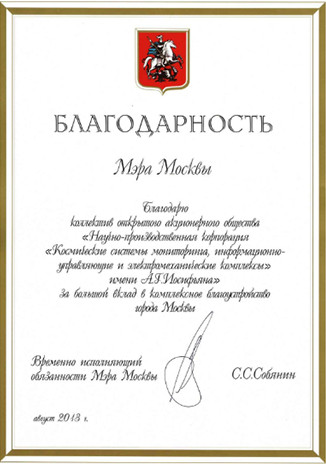 БЛАГОДАРНОСТЬ
Мэра Москвы
Благодарю
коллектив открытого акционерного общества
«Научно-производственная корпорация
«Космические системы мониторинга, информационно-
управляющие и электромеханические комплексы»
имени А.Г.Иосифьяна»
за большой вклад в комплексное благоустройство
города Москвы
Временно исполняющий
обязанности Мэра Москвы
С.С.Собянин
август 2013 г.